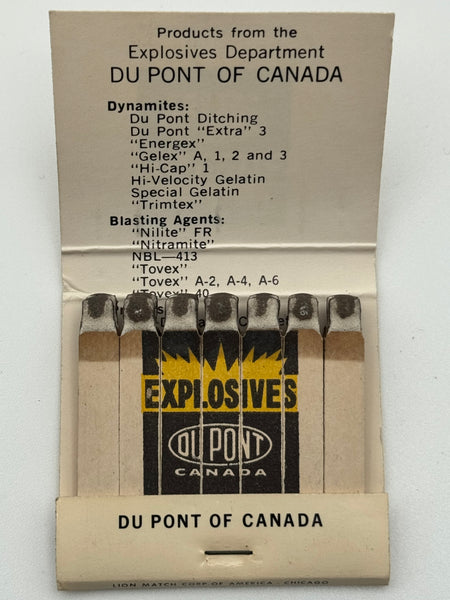 Products from the
Explosives Department
DU PONT OF CANADA
Dynamites:
Du Pont Ditching
Du Pont "Extra" 3
"Energex"
"Gelex" A, 1, 2 and 3
"Hi-Cap" 1
Hi-Velocity Gelatin
Special Gelatin
"Trimtex"
Blasting Agents:
"Nilite" FR
"Nitramite"
NBL—413
"Tovex"
"Tovex" A-2, A-4, A-6
"Tovex" 40
EXPLOSIVES
DU PONT
CANADA
DU PONT OF CANADA
LION MATCH CORP OF AMERICA - CHICAGO